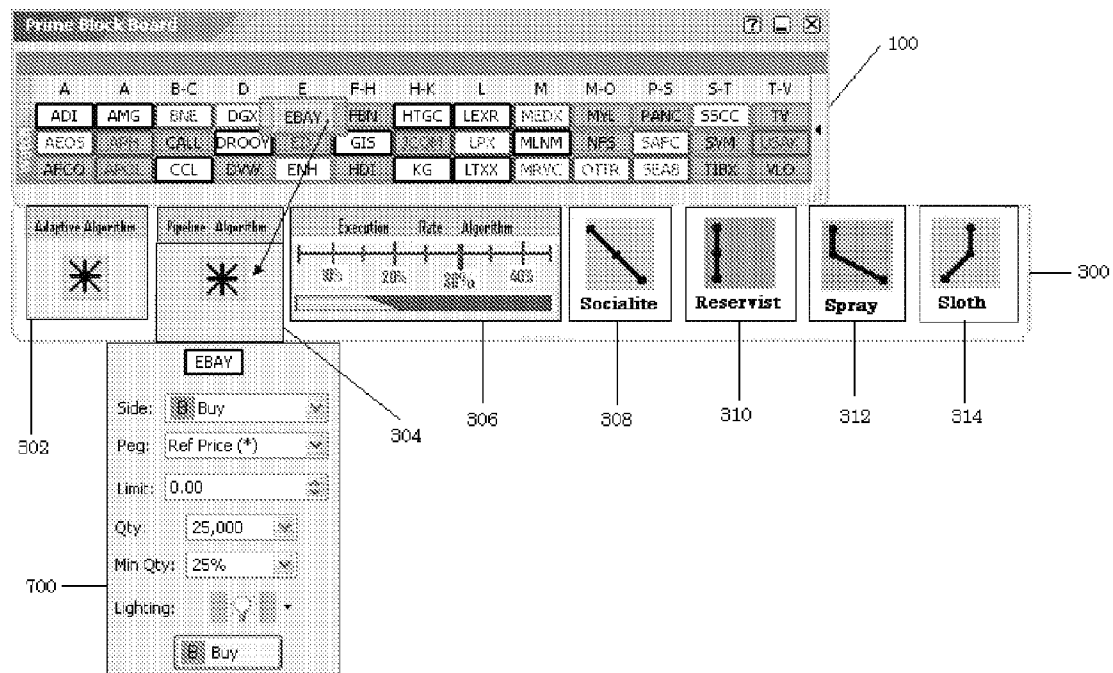 Prime Block Board
100
A A B-C D E F-H H-K L M M-O P-S S-T T-V
ADI AMG BNE DGX EBAY FBN HTGC LEXR MEDX MYL PANC SSCC TV
AEOS APH CALL DROOY GIS LPX MLNM NFS SAFC SVM
AFCO CCL DVW ENH HDI KG LTXX MRVC OTTR SEAB TIBX VLO
Adaptive Algorithm Pipeline Algorithm Execution Rate Algorithm
10% 20% 30% 40%
Socialite Reservist Spray Sloth
300
EBAY
302 304 306 308 310 312 314
Side: B Buy
Peg: Ref Price (*)
Limit: 0.00
Qty: 25,000
Min Qty: 25%
700
Lighting:
B Buy